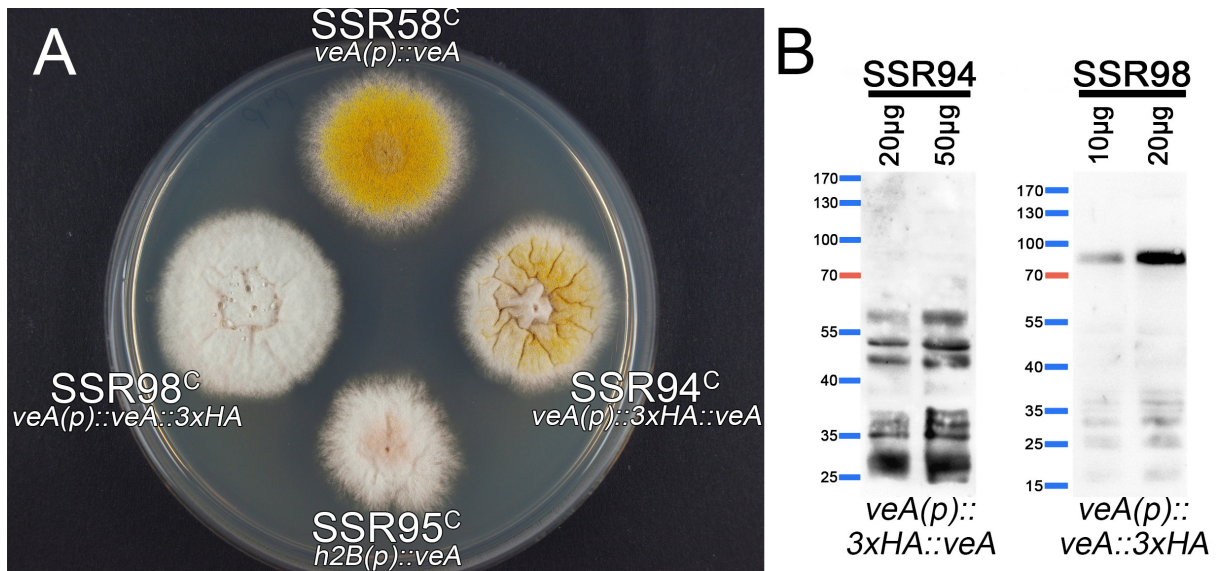 A
SSR58C
veA(p)::veA
SSR98C
veA(p)::veA::3xHA
SSR94C
veA(p)::3xHA::veA
SSR95C
h2B(p)::veA
B
SSR94
20µg 50µg
170
130
100
70
55
40
35
25
veA(p)::
3xHA::veA
SSR98
10µg 20µg
170
130
100
70
55
40
35
25
15
veA(p)::
veA::3xHA